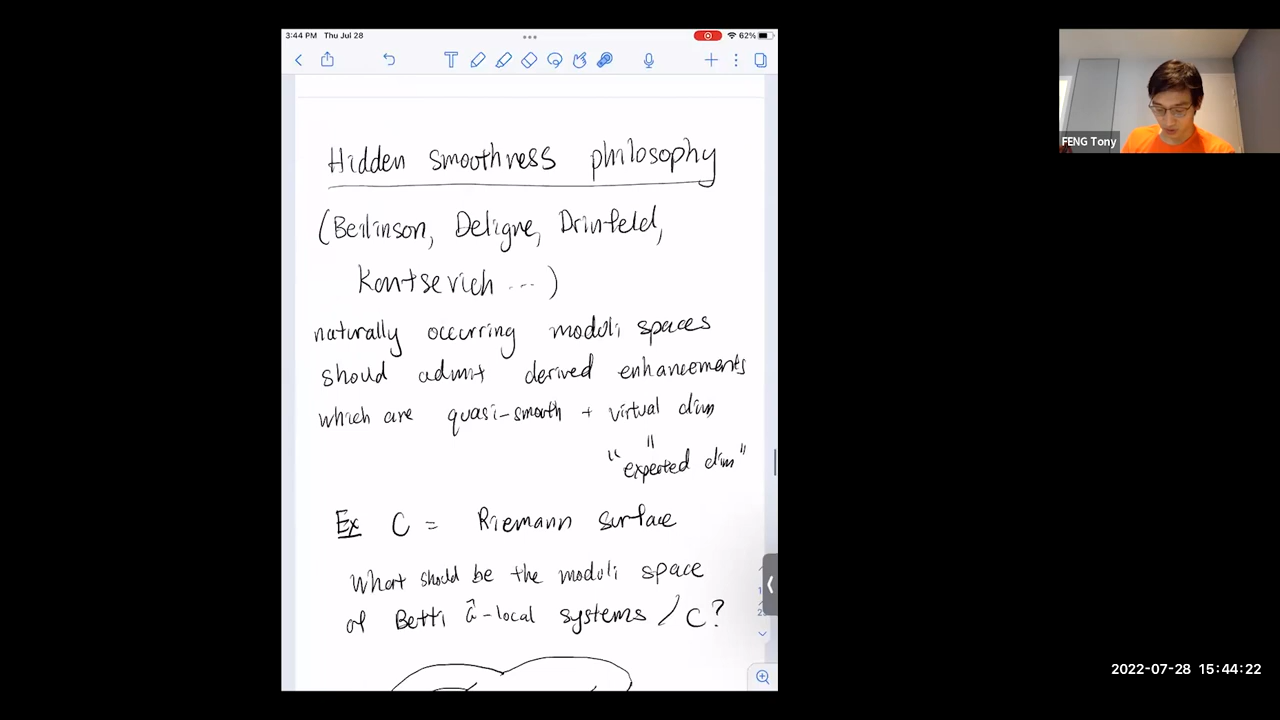 3:44 PM Thu Jul 28
62%
Hidden smoothness philosophy
(Beilinson, Deligne, Drinfeld,
Kontsevich ... )
naturally occurring moduli spaces
should admit derived enhancements
which are quasi-smooth + virtual dim
=
"expected dim"
Ex C = Riemann surface
What should be the moduli space
of Betti Ĝ-local systems / C?
FENG Tony
2022-07-28 15:44:22